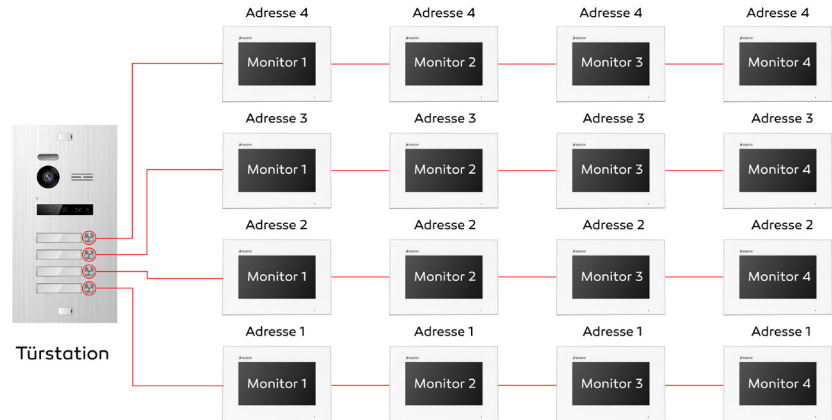 Adresse 4 Adresse 4 Adresse 4 Adresse 4
Monitor 1 Monitor 2 Monitor 3 Monitor 4
Adresse 3 Adresse 3 Adresse 3 Adresse 3
Monitor 1 Monitor 2 Monitor 3 Monitor 4
Adresse 2 Adresse 2 Adresse 2 Adresse 2
Monitor 1 Monitor 2 Monitor 3 Monitor 4
Türstation
Adresse 1 Adresse 1 Adresse 1 Adresse 1
Monitor 1 Monitor 2 Monitor 3 Monitor 4